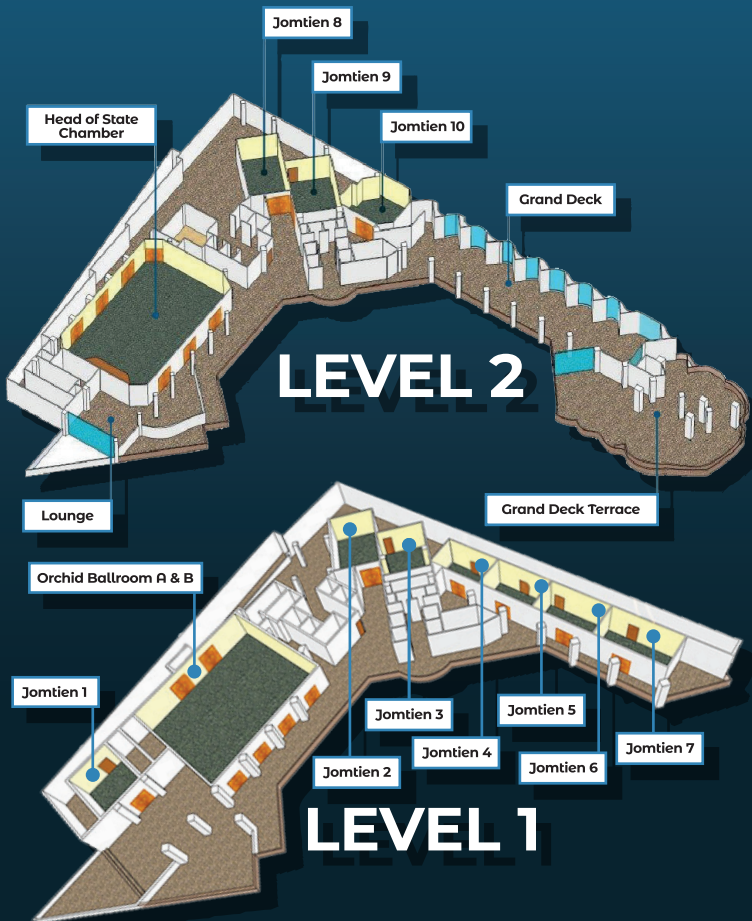 Jomtien 8
Jomtien 9
Head of State
Chamber
Jomtien 10
Grand Deck
LEVEL 2
Lounge
Grand Deck Terrace
Orchid Ballroom A & B
Jomtien 1
Jomtien 3
Jomtien 5
Jomtien 4
Jomtien 7
Jomtien 2
Jomtien 6
LEVEL 1